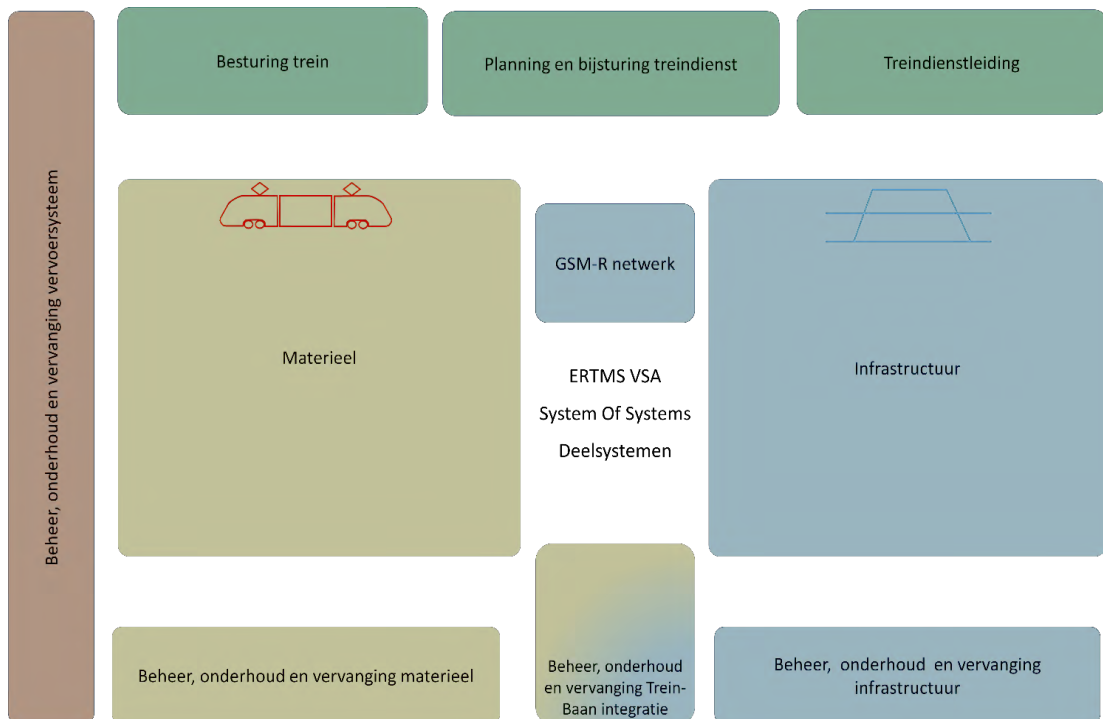 Beheer, onderhoud en vervanging vervoersysteem
Besturing trein
Planning en bijsturing treindienst
Treindienstleiding
Materieel
GSM-R netwerk
ERTMS VSA
System Of Systems
Deelsystemen
Infrastructuur
Beheer, onderhoud en vervanging materieel
Beheer, onderhoud
en vervanging Trein-
Baan integratie
Beheer, onderhoud en vervanging
infrastructuur